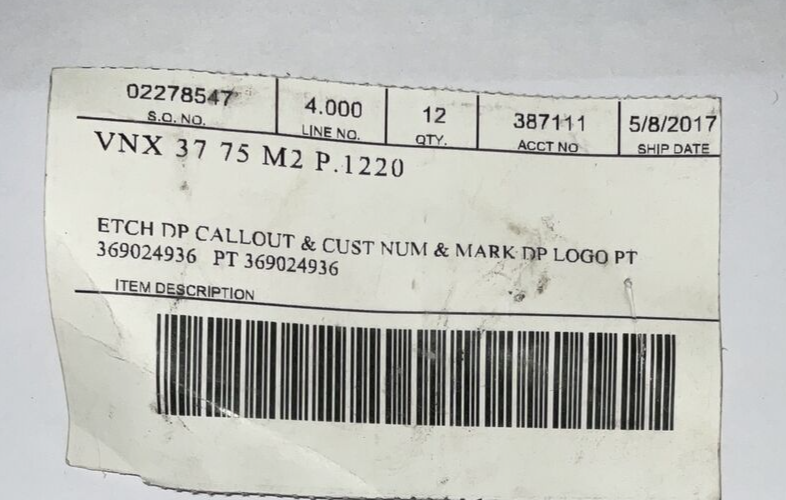 02278547 4.000 12 387111 5/8/2017
S.O. NO. LINE NO. QTY. ACCT NO SHIP DATE
VNX 37 75 M2 P.1220
ETCH DP CALLOUT & CUST NUM & MARK DP LOGO PT
369024936 PT 369024936
ITEM DESCRIPTION